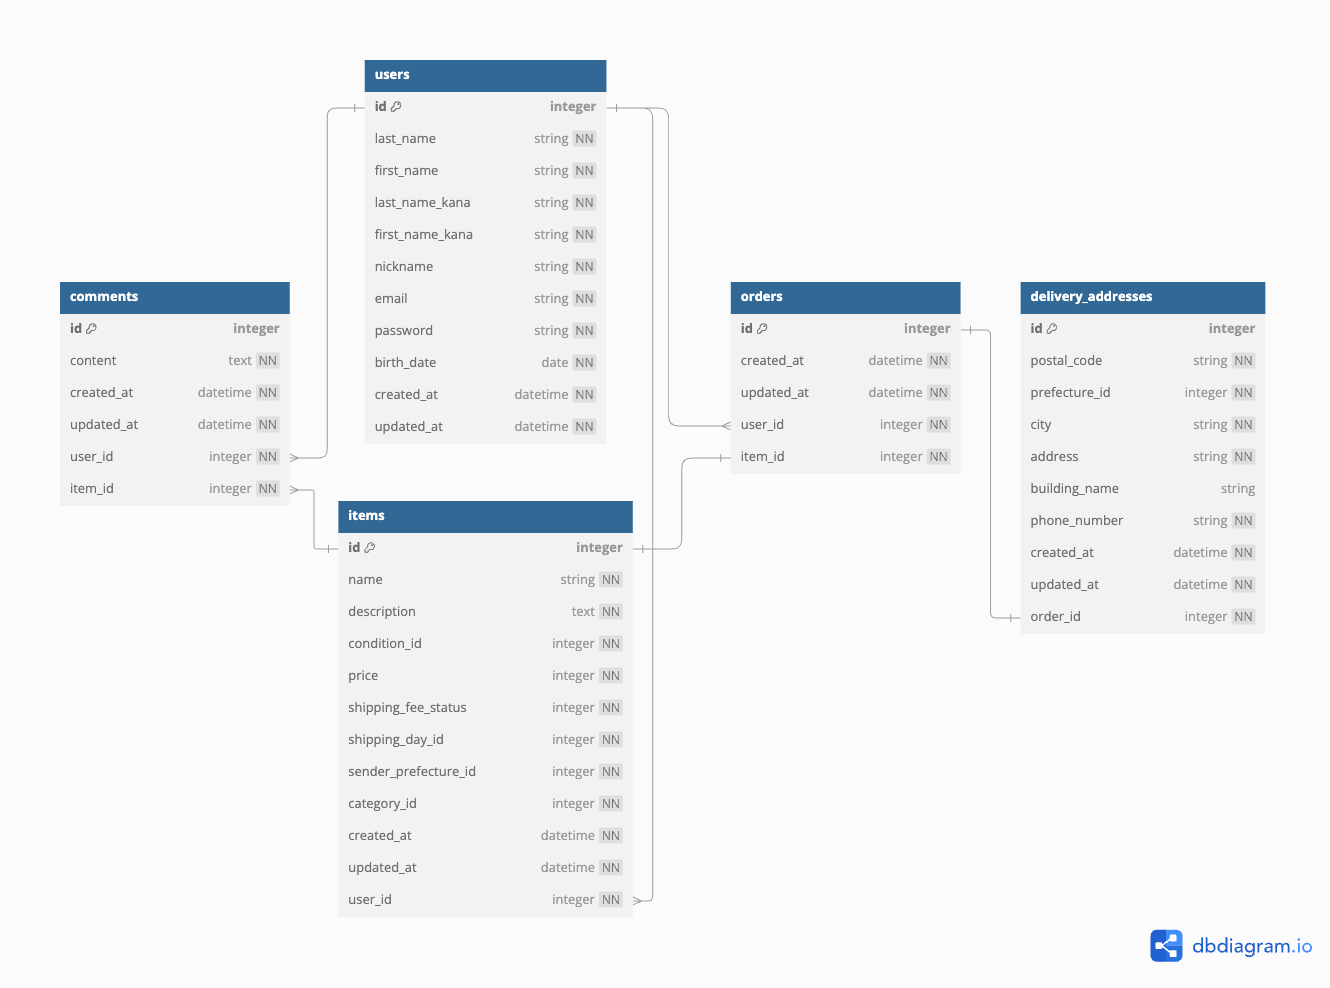 users
id integer
last_name string NN
first_name string NN
last_name_kana string NN
first_name_kana string NN
nickname string NN
email string NN
password string NN
birth_date date NN
created_at datetime NN
updated_at datetime NN
comments
id integer
content text NN
created_at datetime NN
updated_at datetime NN
user_id integer NN
item_id integer NN
orders
id integer
created_at datetime NN
updated_at datetime NN
user_id integer NN
item_id integer NN
delivery_addresses
id integer
postal_code string NN
prefecture_id integer NN
city string NN
address string NN
building_name string
phone_number string NN
created_at datetime NN
updated_at datetime NN
order_id integer NN
items
id integer
name string NN
description text NN
condition_id integer NN
price integer NN
shipping_fee_status integer NN
shipping_day_id integer NN
sender_prefecture_id integer NN
category_id integer NN
created_at datetime NN
updated_at datetime NN
user_id integer NN
dbdiagram.io